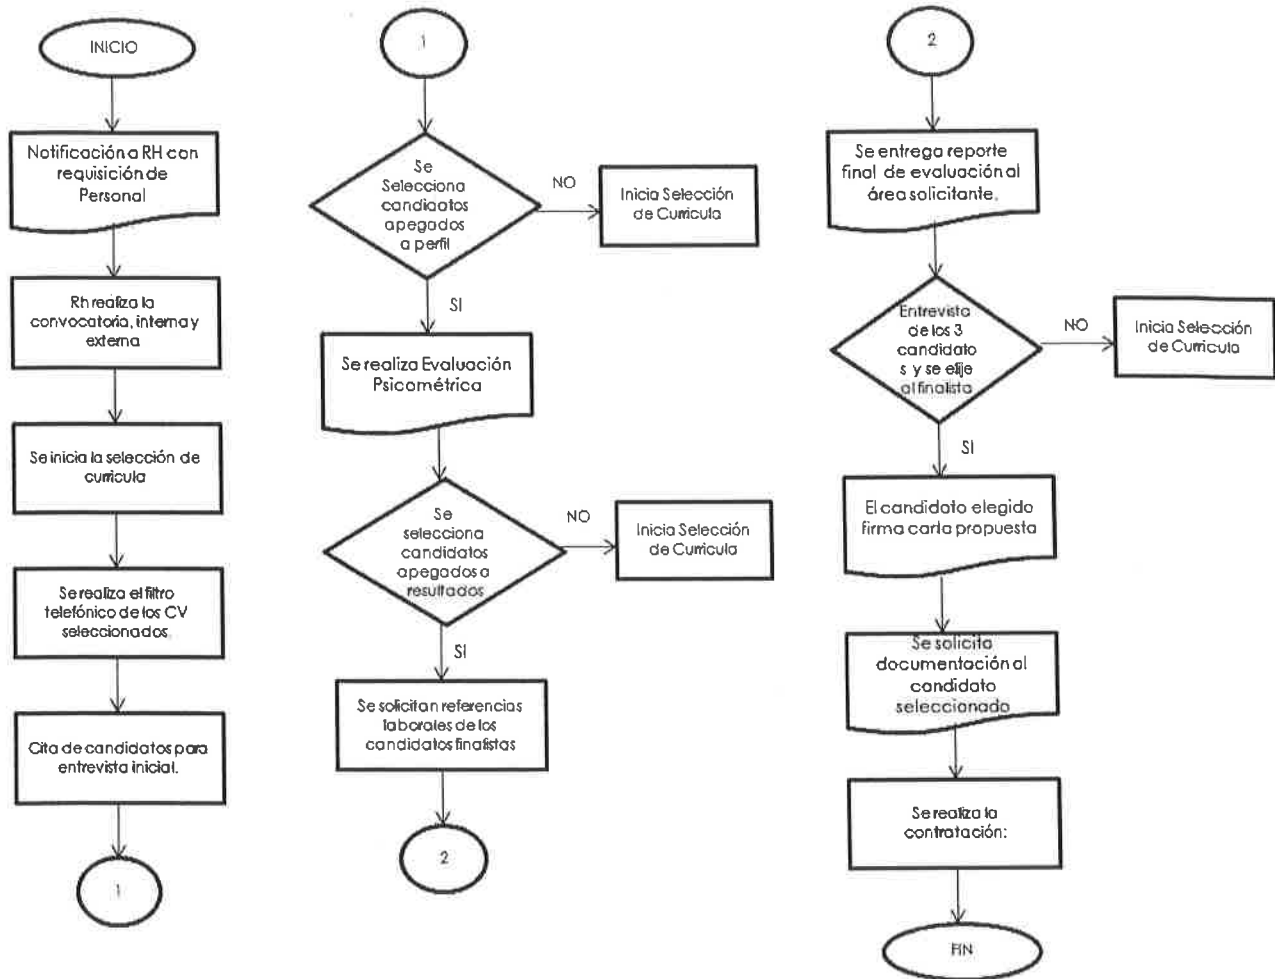 INICIO
Notificación a RH con
requisición de
Personal
Rh realiza la
convocatoria, interna y
externa
Se inicia la selección de
curricula
Se realiza el filtro
telefónico de los CV
seleccionados.
Cita de candidatos para
entrevista inicial.
1
1
Se
Selecciona
candidatos
apegados
a perfil
NO
Inicia Selección
de Curricula
SI
Se realiza Evaluación
Psicométrica
Se
selecciona
candidatos
apegados a
resultados
NO
Inicia Selección
de Curricula
SI
Se solicitan referencias
laborales de los
candidatos finalistas
2
2
Se entrega reporte
final de evaluación al
área solicitante.
Entrevista
de los 3
candidato
s y se elije
al finalista
NO
Inicia Selección
de Curricula
SI
El candidato elegido
firma carta propuesta
Se solicita
documentación al
candidato
seleccionado
Se realiza la
contratación:
FIN